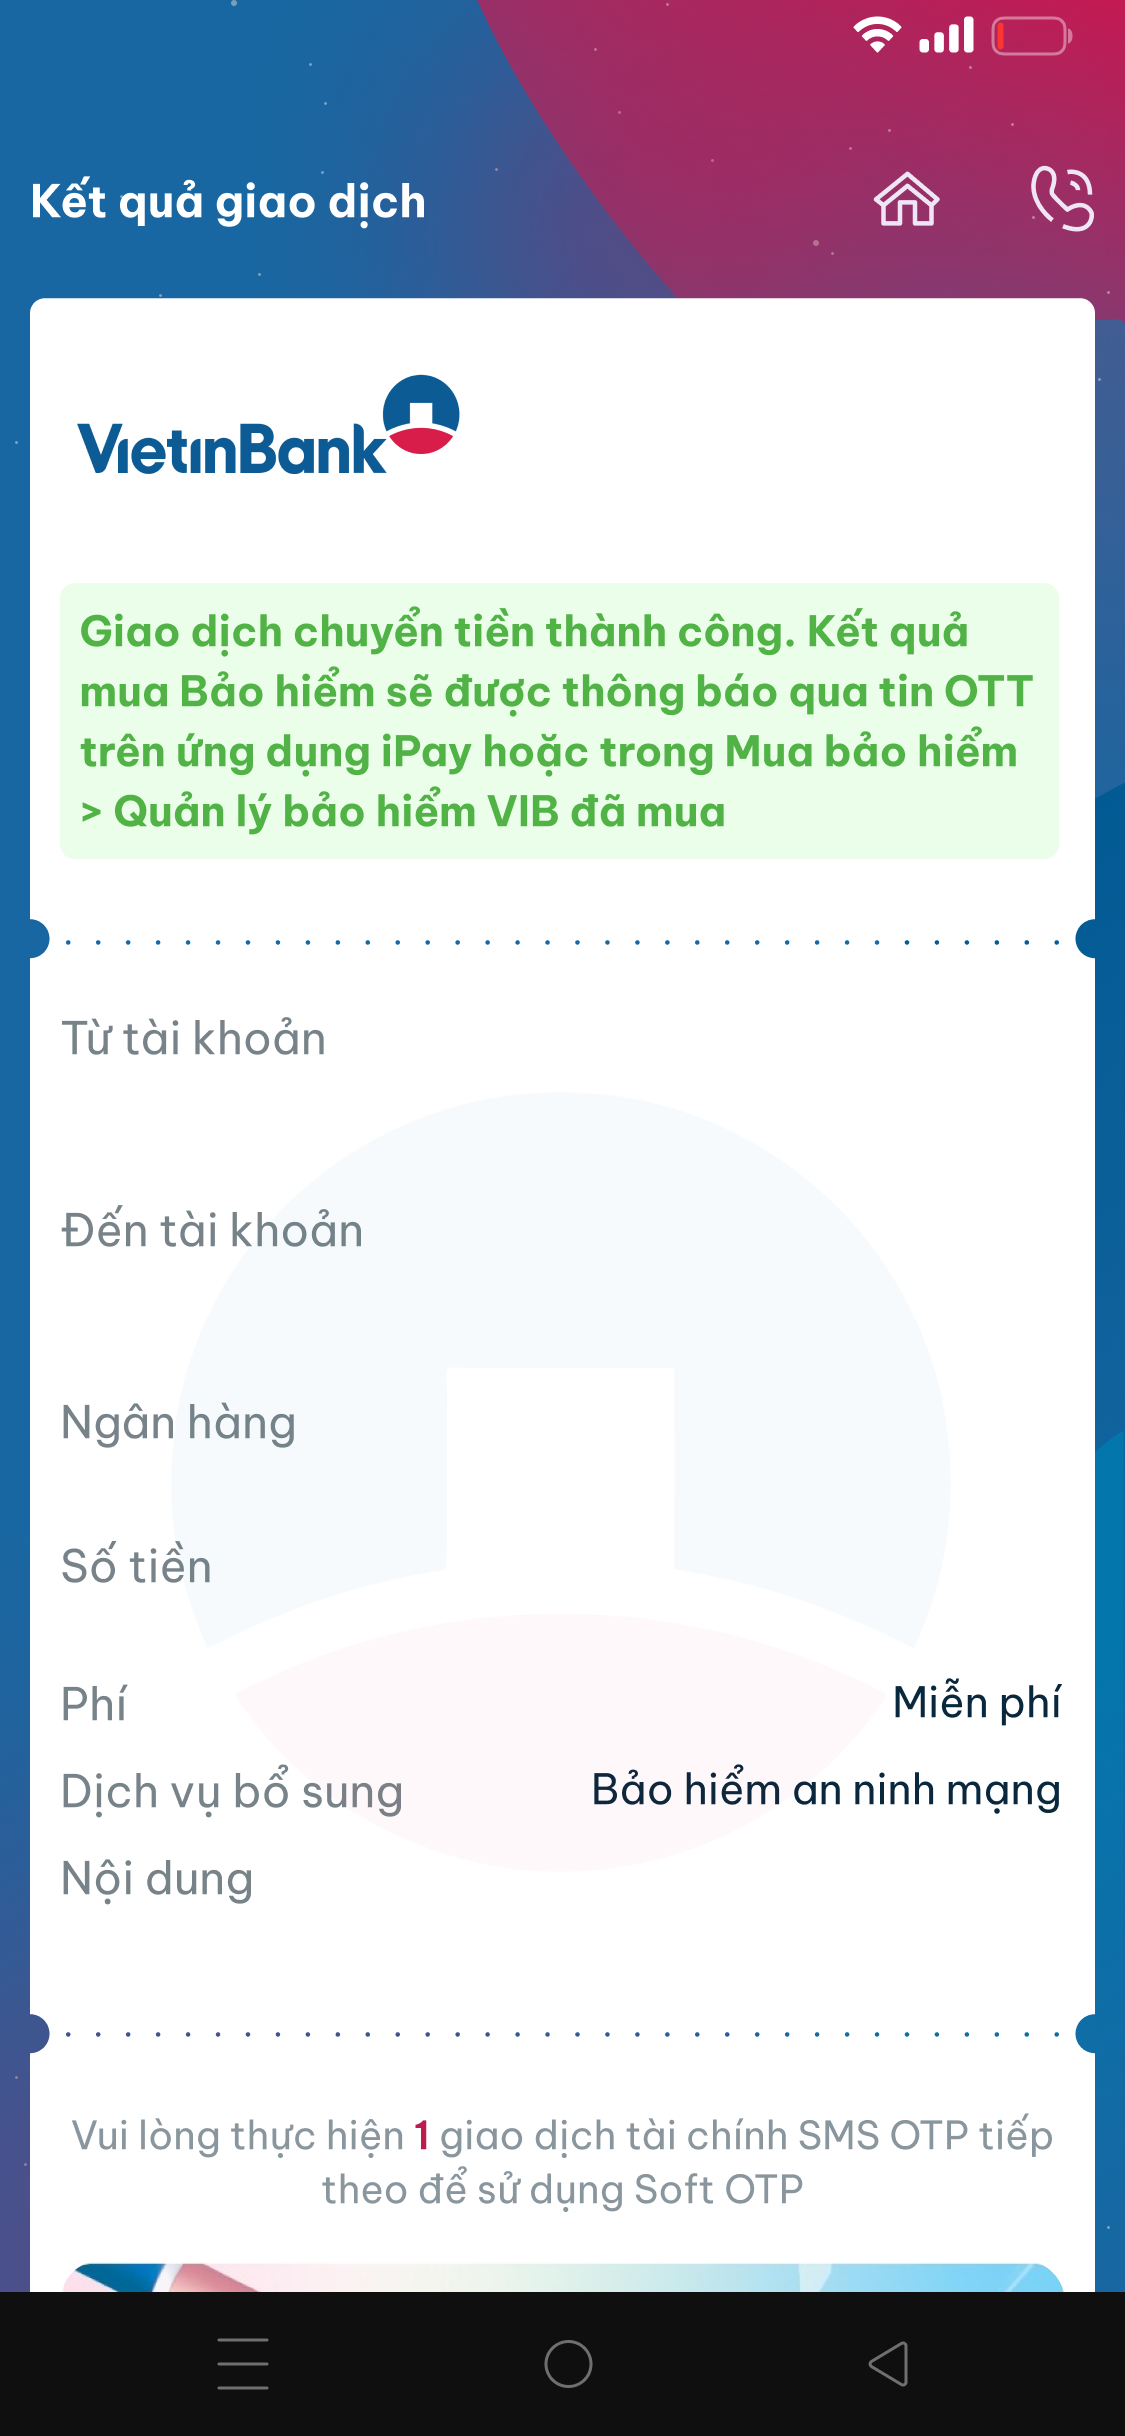 Kết quả giao dịch
VietinBank
Giao dịch chuyển tiền thành công. Kết quả
mua Bảo hiểm sẽ được thông báo qua tin OTT
trên ứng dụng iPay hoặc trong Mua bảo hiểm
> Quản lý bảo hiểm VIB đã mua
Từ tài khoản
Đến tài khoản
Ngân hàng
Số tiền
Phí Miễn phí
Dịch vụ bổ sung Bảo hiểm an ninh mạng
Nội dung
Vui lòng thực hiện 1 giao dịch tài chính SMS OTP tiếp
theo để sử dụng Soft OTP